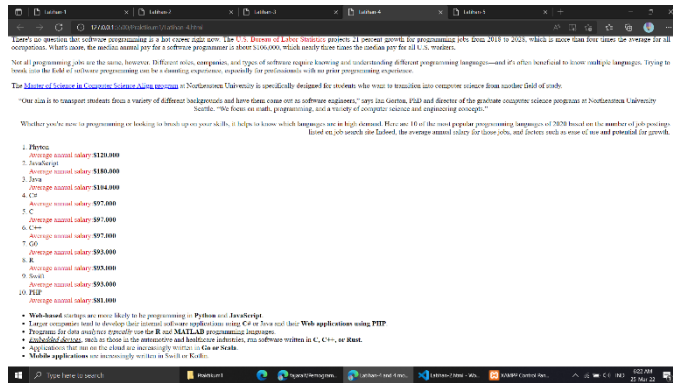 Latihan-1
Latihan-2
Latihan-3
Latihan-4
Latihan-5
127.0.0.1
There's no question that software programming is a hot career right now. The U.S. Bureau of Labor Statistics projects 21 percent growth for programming jobs from 2018 to 2028, which is more than four times the average for all
occupations. What's more, the median annual pay for a software programmer is about $106,000, which nearly three times the median pay for all U.S. workers.
Not all programming jobs are the same, however. Different roles, companies, and types of software require knowing and understanding different programming languages—and it's often beneficial to know multiple languages. Trying to
break into the field of software programming can be a daunting experience, especially for professionals with no prior programming experience.
The Master of Science in Computer Science Align program at Northeastern University is specifically designed for students who want to transition into computer science from another field of study.
"Our aim is to transport students from a variety of different backgrounds and have them come out as software engineers," says Ian Gorton, PhD and director of the graduate computer science programs at Northeastern University
Seattle. "We focus on math, programming, and a variety of computer science and engineering concepts."
Whether you're new to programming or looking to brush up on your skills, it helps to know which languages are in high demand. Here are 10 of the most popular programming languages of 2020 based on the number of job postings
listed on job search site Indeed, the average annual salary for those jobs, and factors such as ease of use and potential for growth.
1. Phyton
Average annual salary:$120.000
2. JavaScript
Average annual salary:$180.000
3. Java
Average annual salary:$104.000
4. C#
Average annual salary:$97.000
5. C
Average annual salary:$97.000
6. C++
Average annual salary:$97.000
7. GO
Average annual salary:$93.000
8. R
Average annual salary:$93.000
9. Swift
Average annual salary:$93.000
10. PHP
Average annual salary:$81.000
• Web-based startups are more likely to be programming in Python and JavaScript.
• Larger companies tend to develop their internal software applications using C# or Java and their Web applications using PHP.
• Programs for data analyses typically use the R and MATLAB programming languages.
• Embedded devices, such as those in the automotive and healthcare industries, run software written in C, C++, or Rust.
• Applications that run on the cloud are increasingly written in Go or Scala.
• Mobile applications are increasingly written in Swift or Kotlin.
Type here to search
Praktikum1
XAMPP Control Pan...
IND
25 Mar 22